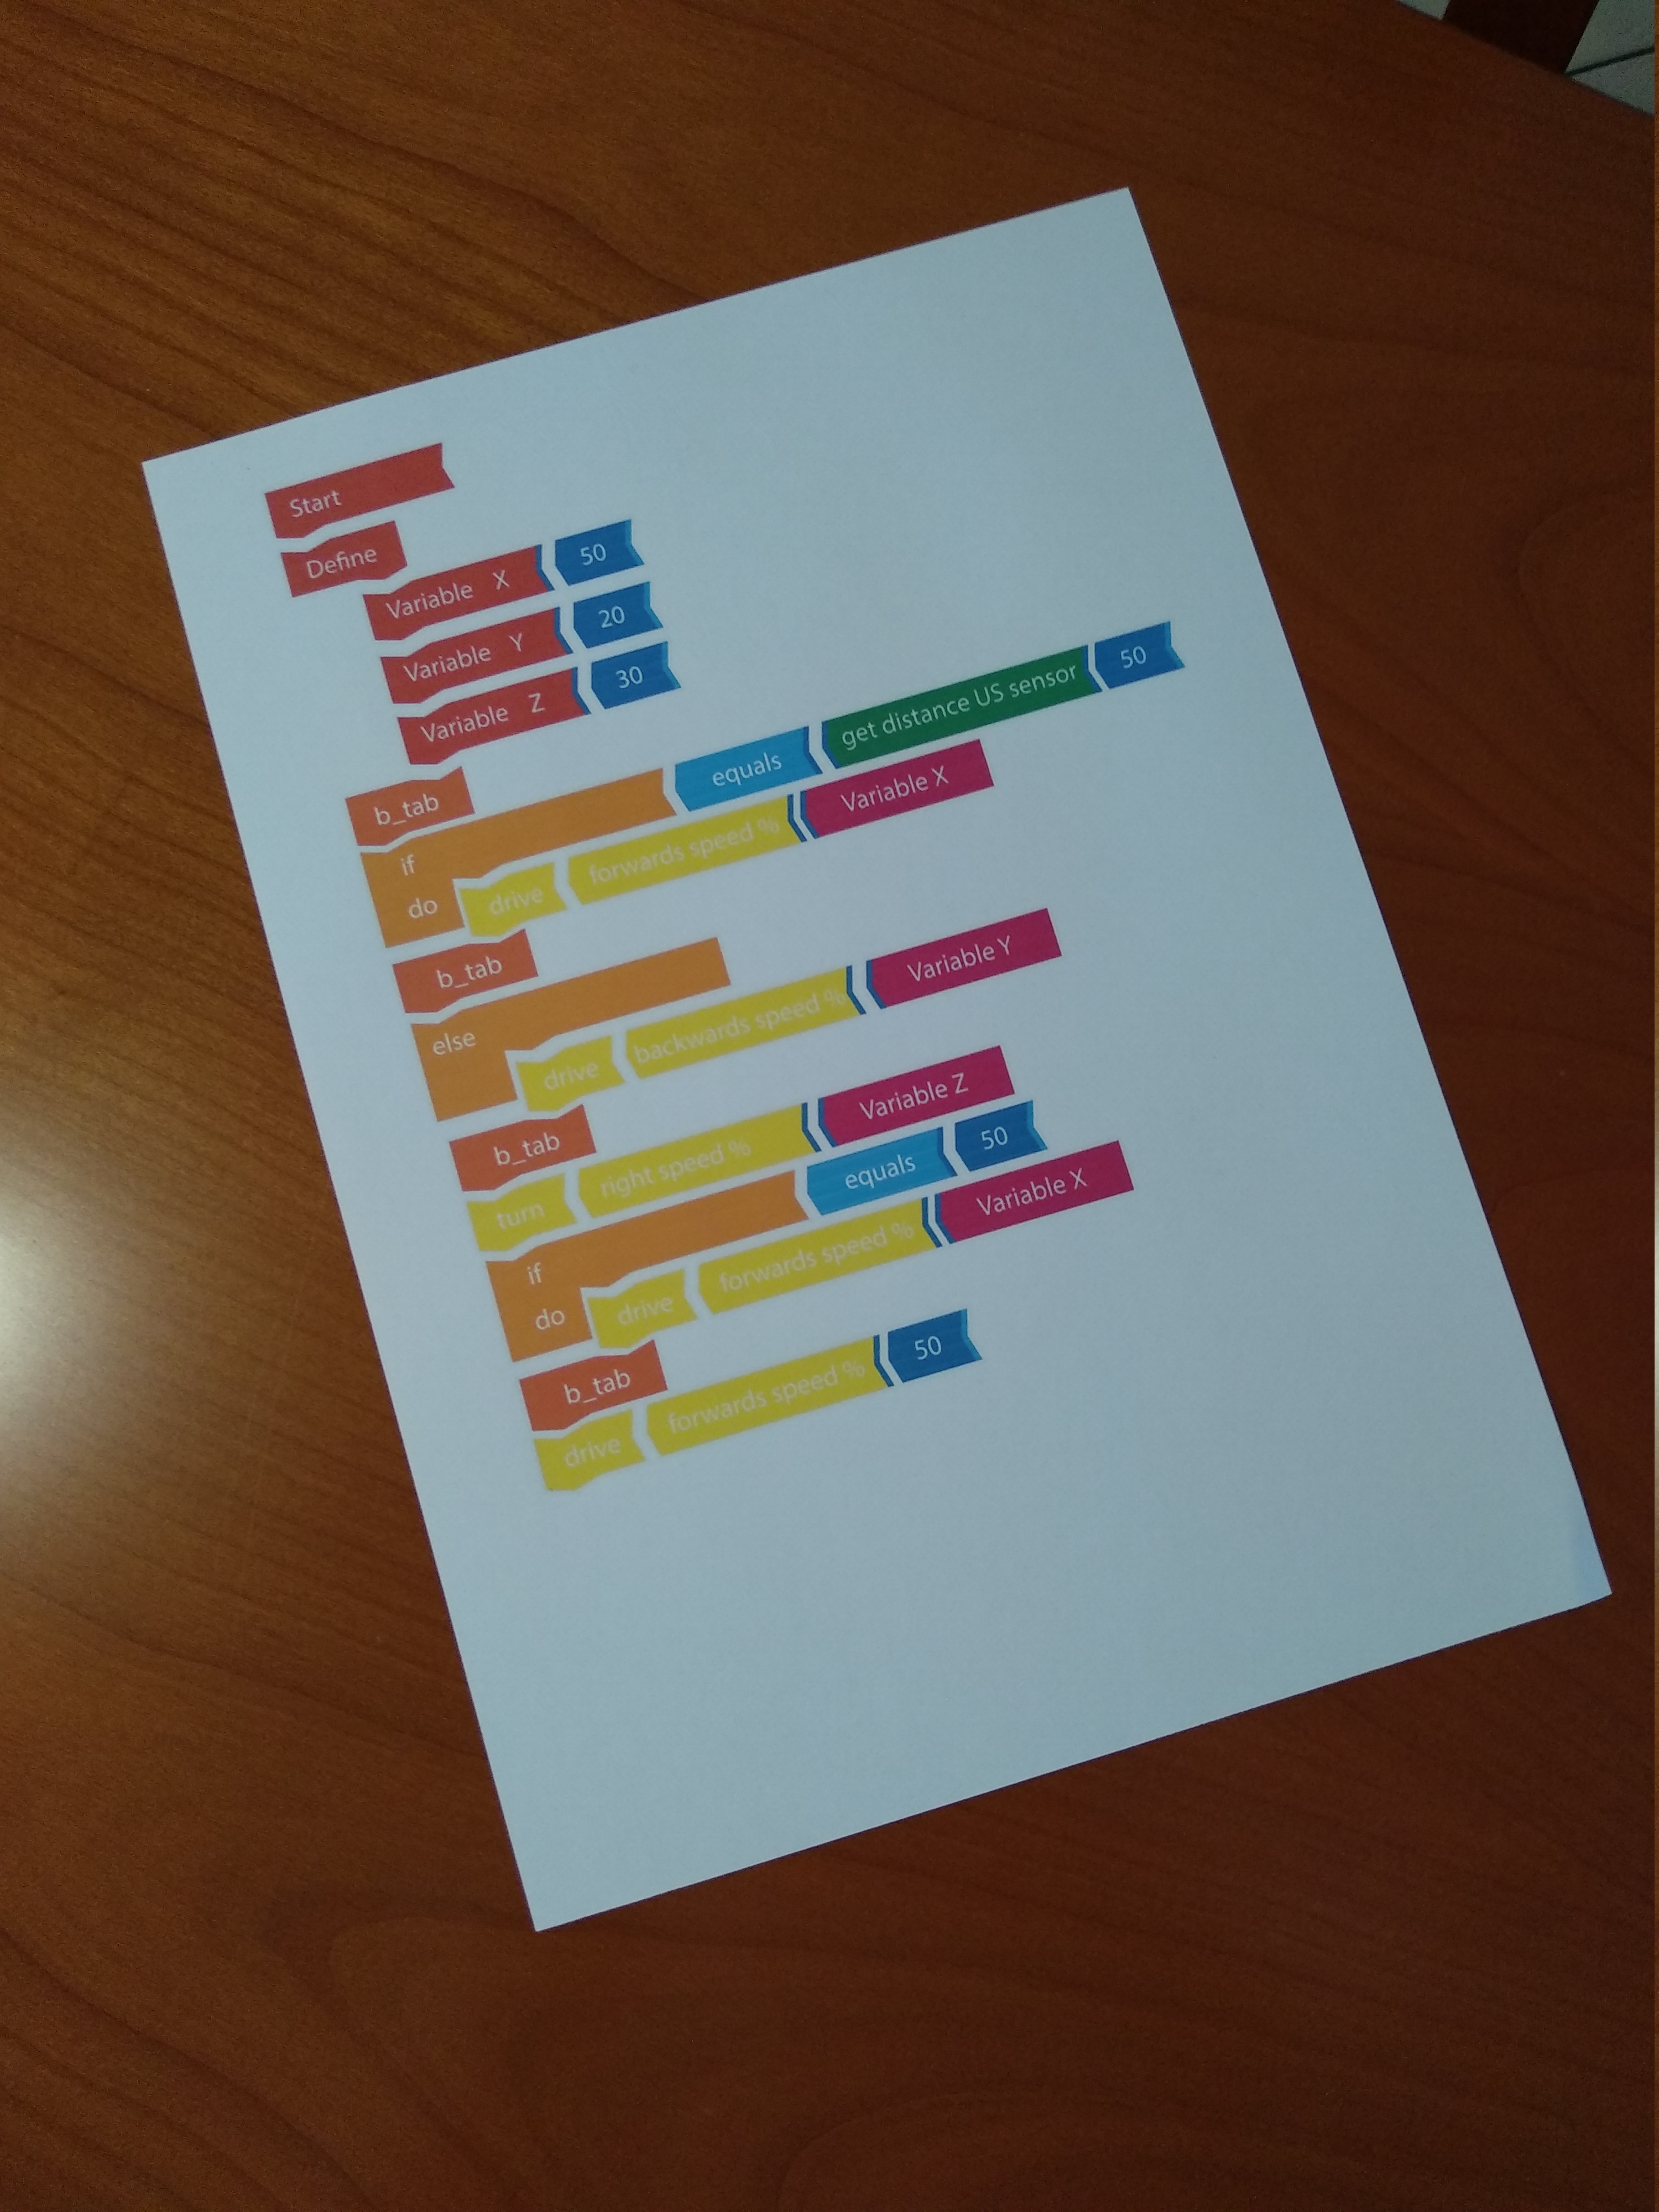 Start
Define
Variable X 50
Variable Y 20
Variable Z 30
b_tab
if equals get distance US sensor 50
do drive forwards speed % Variable X
b_tab
else
drive backwards speed % Variable Y
b_tab
turn right speed % Variable Z
if equals 50
do drive forwards speed % Variable X
b_tab
drive forwards speed % 50